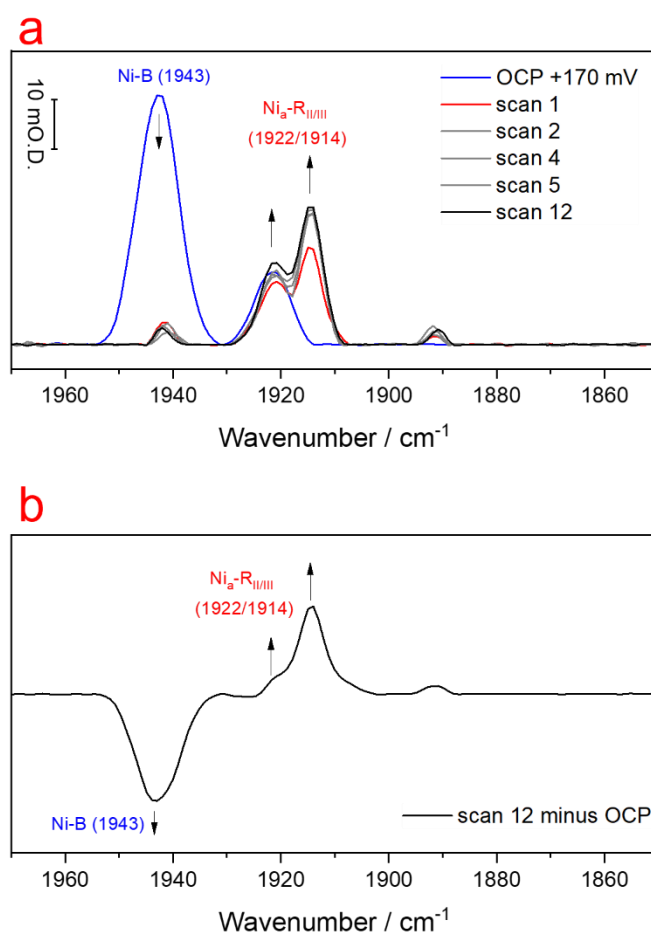 a
10 mO.D.
Ni-B (1943)
Niₐ-R_II/III
(1922/1914)
OCP +170 mV
scan 1
scan 2
scan 4
scan 5
scan 12
1960 1940 1920 1900 1880 1860
Wavenumber / cm⁻¹
b
Niₐ-R_II/III
(1922/1914)
Ni-B (1943)
scan 12 minus OCP
1960 1940 1920 1900 1880 1860
Wavenumber / cm⁻¹